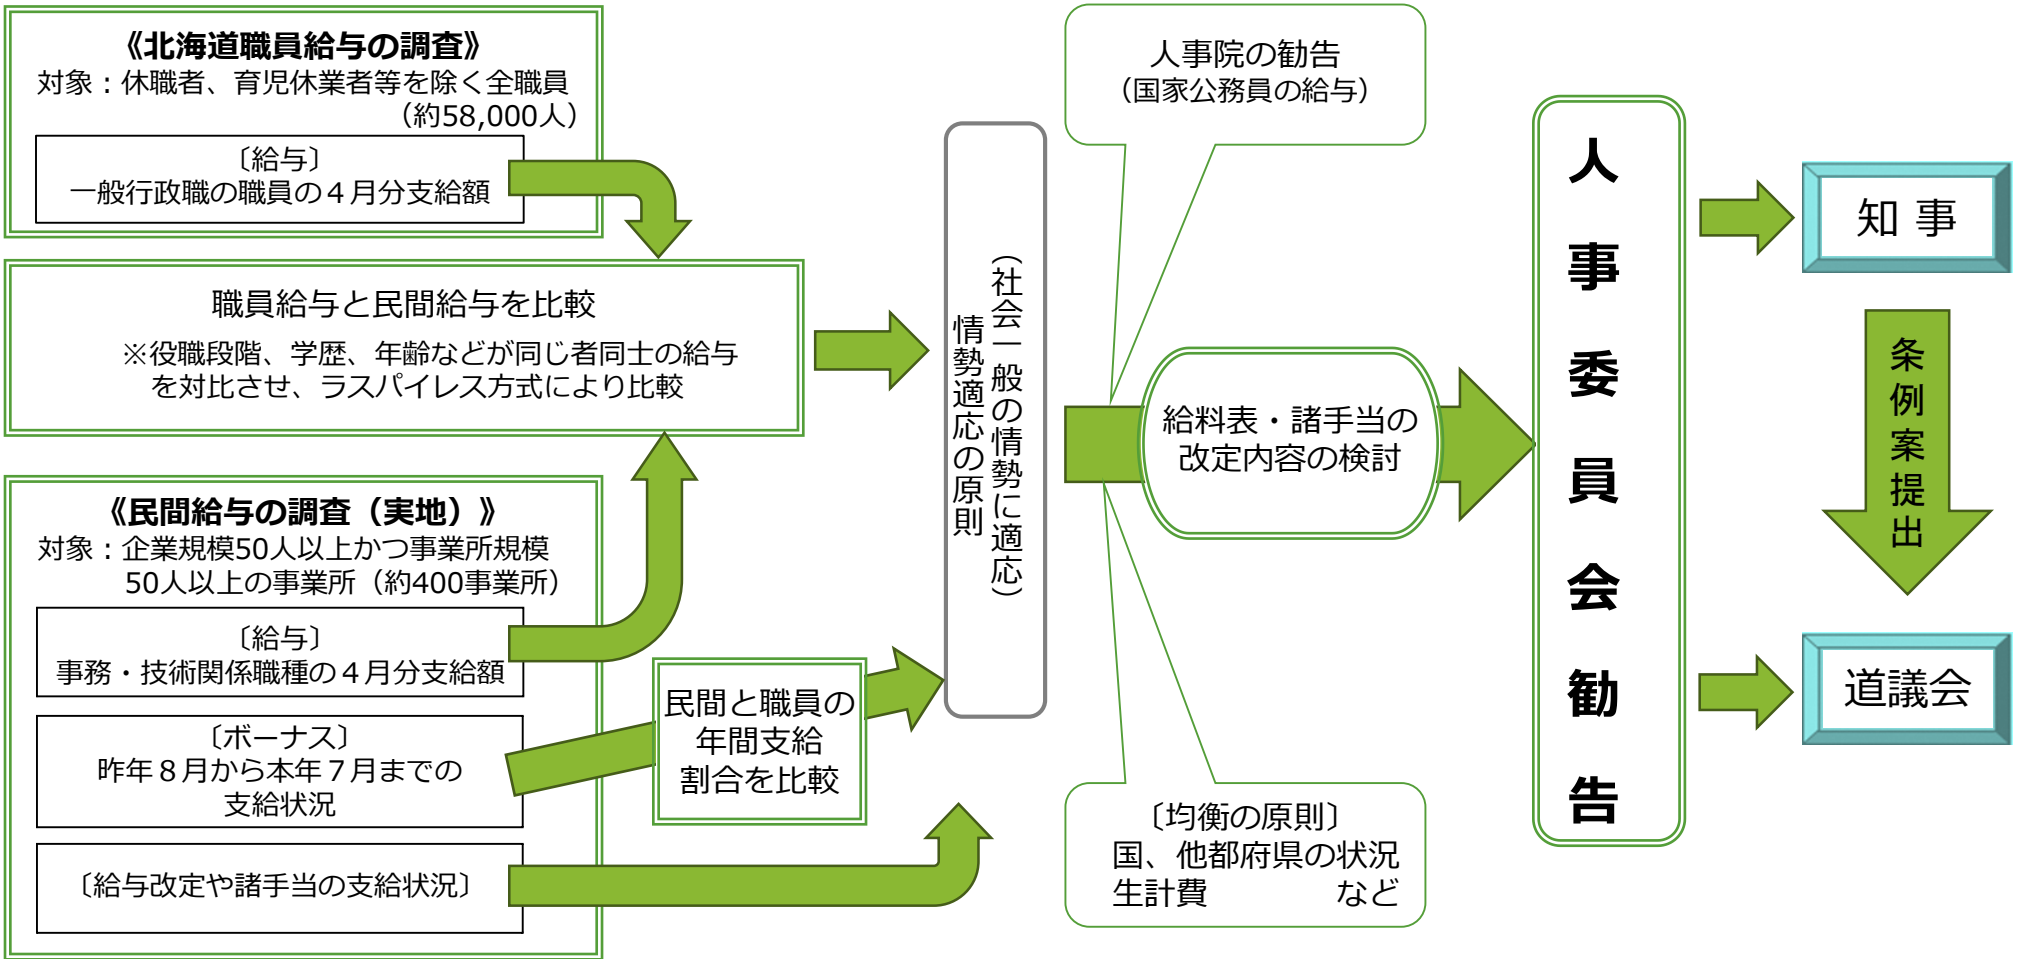 《北海道職員給与の調査》
対象：休職者、育児休業者等を除く全職員
（約58,000人）
〔給与〕
一般行政職の職員の４月分支給額
職員給与と民間給与を比較
※役職段階、学歴、年齢などが同じ者同士の給与
を対比させ、ラスパイレス方式により比較
《民間給与の調査（実地）》
対象：企業規模50人以上かつ事業所規模
50人以上の事業所（約400事業所）
〔給与〕
事務・技術関係職種の４月分支給額
〔ボーナス〕
昨年８月から本年７月までの
支給状況
〔給与改定や諸手当の支給状況〕
民間と職員の
年間支給
割合を比較
（社会一般の情勢に適応）
情勢適応の原則
人事院の勧告
（国家公務員の給与）
給料表・諸手当の
改定内容の検討
〔均衡の原則〕
国、他都府県の状況
生計費　　　　など
人事委員会勧告
知 事
条例案提出
道議会